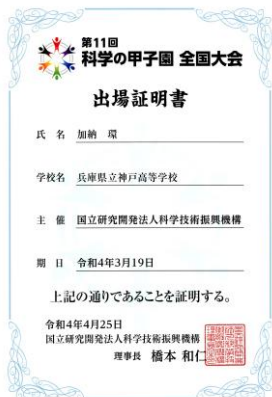 第11回
科学の甲子園 全国大会
出場証明書
氏 名 加納 環
学校名 兵庫県立神戸高等学校
主 催 国立研究開発法人科学技術振興機構
期 日 令和4年3月19日
上記の通りであることを証明する。
令和4年4月25日
国立研究開発法人科学技術振興機構
理事長 橋本 和仁